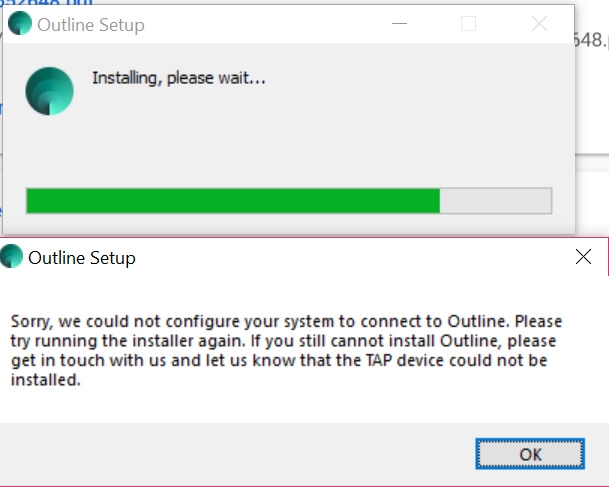 Outline Setup
648.p
Installing, please wait...
Outline Setup
Sorry, we could not configure your system to connect to Outline. Please
try running the installer again. If you still cannot install Outline, please
get in touch with us and let us know that the TAP device could not be
installed.
OK